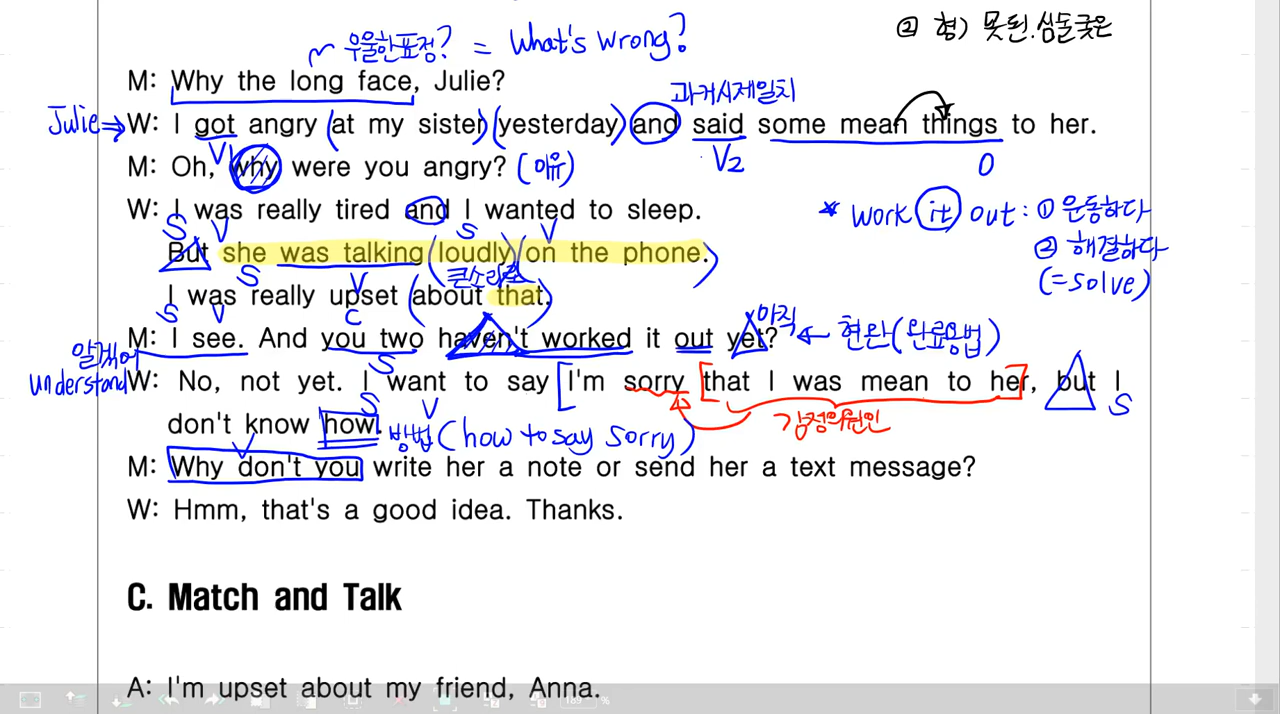 ② 형) 못된.심술궂은
~ 우울한표정? = What's wrong?
M: Why the long face, Julie?
과거시제일치
Julie → W: I got angry (at my sister) (yesterday) and said some mean things to her.
V1 V2 O
M: Oh, why were you angry? (이유)
W: I was really tired and I wanted to sleep.
S V S V
* work it out : ① 운동하다
② 해결하다
(=solve)
But she was talking (loudly) (on the phone.)
S V 큰소리로
I was really upset (about that).
S V C
M: I see. And you two haven't worked it out yet? 아직 ← 현완(완료용법)
알겠어 S
understand
W: No, not yet. I want to say [I'm sorry [that I was mean to her], but I
S V 감정의원인 S
don't know how. 방법 (how to say sorry)
V
M: Why don't you write her a note or send her a text message?
W: Hmm, that's a good idea. Thanks.
C. Match and Talk
A: I'm upset about my friend, Anna.
189 %